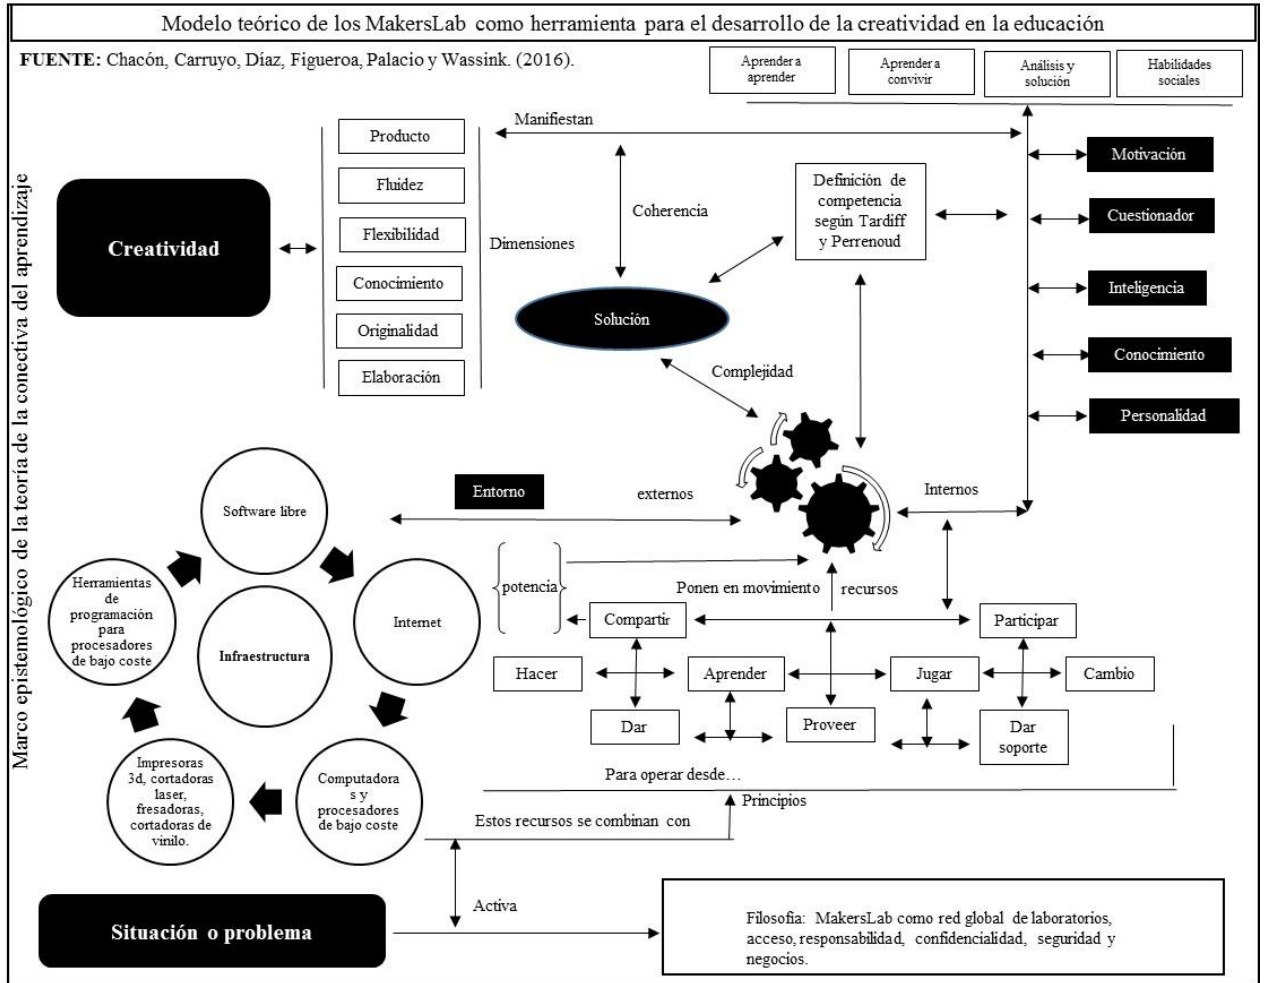 Modelo teórico de los MakersLab como herramienta para el desarrollo de la creatividad en la educación
FUENTE: Chacón, Carruyo, Díaz, Figueroa, Palacio y Wassink. (2016).
Aprender a
aprender
Aprender a
convivir
Análisis y
solución
Habilidades
sociales
Marco epistemológico de la teoría de la conectiva del aprendizaje
Creatividad
Producto
Fluidez
Flexibilidad
Conocimiento
Originalidad
Elaboración
Dimensiones
Manifiestan
Coherencia
Definición de
competencia
según Tardiff
y Perrenoud
Solución
Complejidad
Motivación
Cuestionador
Inteligencia
Conocimiento
Personalidad
Entorno
externos
Internos
Software libre
Internet
Computadora
s y
procesadores
de bajo coste
Impresoras
3d, cortadoras
laser,
fresadoras,
cortadoras de
vinilo.
Herramientas
de
programación
para
procesadores
de bajo coste
Infraestructura
potencia
Ponen en movimiento
recursos
Compartir
Participar
Hacer
Aprender
Jugar
Cambio
Dar
Proveer
Dar
soporte
Para operar desde…
Principios
Estos recursos se combinan con
Activa
Situación o problema
Filosofia: MakersLab como red global de laboratorios,
acceso, responsabilidad, confidencialidad, seguridad y
negocios.